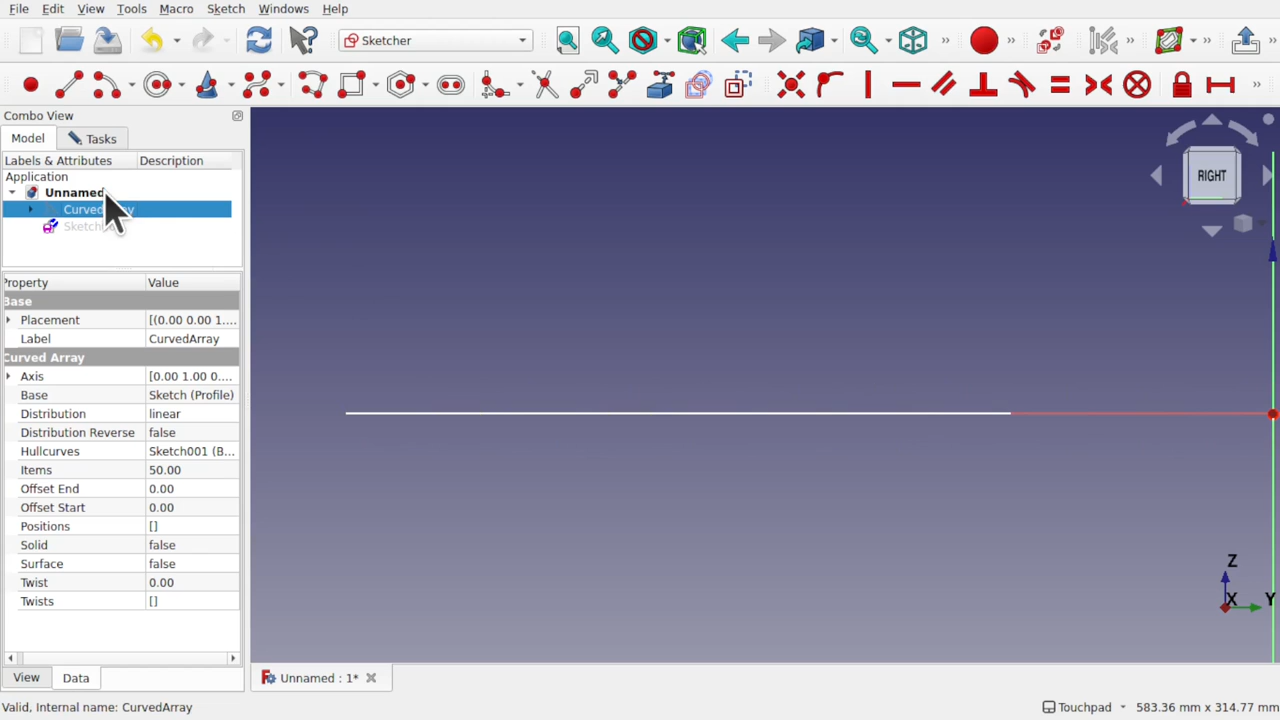 File Edit View Tools Macro Sketch Windows Help
Sketcher
» » » » »
»
Combo View
Model Tasks
Labels & Attributes Description
Application
Unnamed
Sketch
RIGHT
Property Value
Base
Placement [(0.00 0.00 1....
Label CurvedArray
Curved Array
Axis [0.00 1.00 0....
Base Sketch (Profile)
Distribution linear
Distribution Reverse false
Hullcurves Sketch001 (B...
Items 50.00
Offset End 0.00
Offset Start 0.00
Positions []
Solid false
Surface false
Twist 0.00
Twists []
Z
X Y
View Data
Unnamed : 1*
Valid, Internal name: CurvedArray
Touchpad 583.36 mm x 314.77 mm